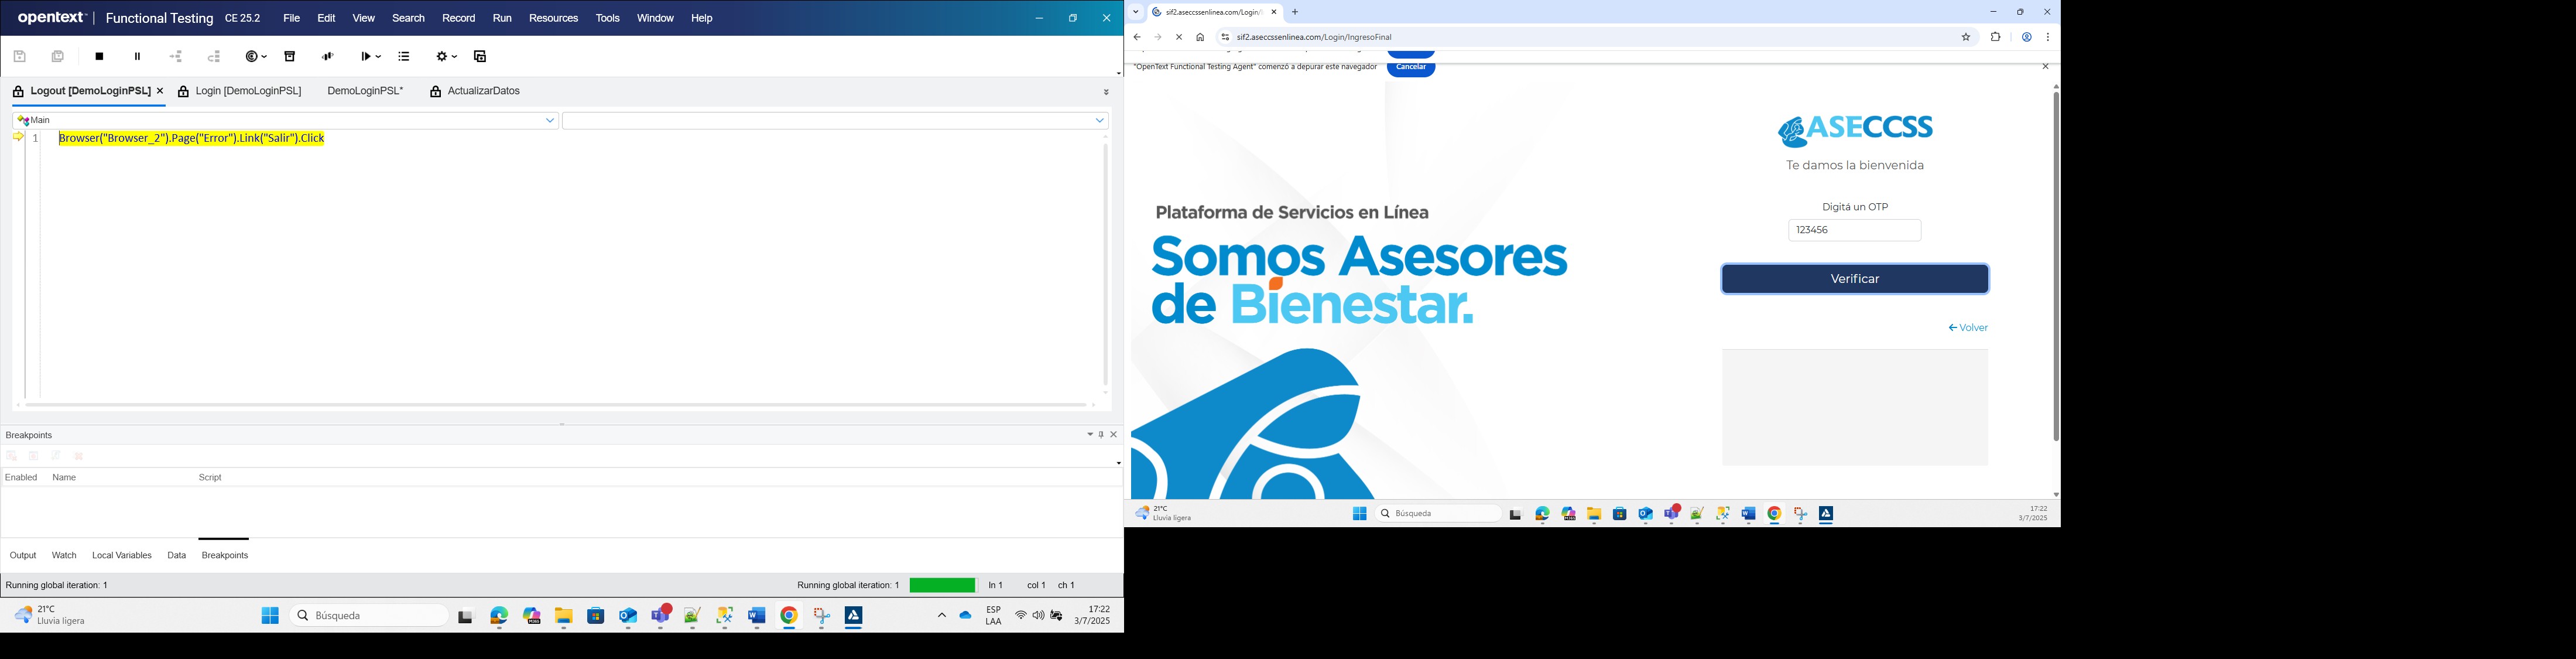 opentext | Functional Testing CE 25.2 File Edit View Search Record Run Resources Tools Window Help
Logout [DemoLoginPSL] Login [DemoLoginPSL] DemoLoginPSL* ActualizarDatos
Main
1 Browser("Browser_2").Page("Error").Link("Salir").Click
Breakpoints
Enabled Name Script
Output Watch Local Variables Data Breakpoints
Running global iteration: 1 Running global iteration: 1 ln 1 col 1 ch 1
21°C
Lluvia ligera
Búsqueda
ESP
LAA
17:22
3/7/2025
sif2.aseccssenlinea.com/Login/
sif2.aseccssenlinea.com/Login/IngresoFinal
"OpenText Functional Testing Agent" comenzó a depurar este navegador Cancelar
ASECCSS
Te damos la bienvenida
Plataforma de Servicios en Línea
Somos Asesores
de Bienestar.
Digitá un OTP
123456
Verificar
Volver
21°C
Lluvia ligera
Búsqueda
17:22
3/7/2025